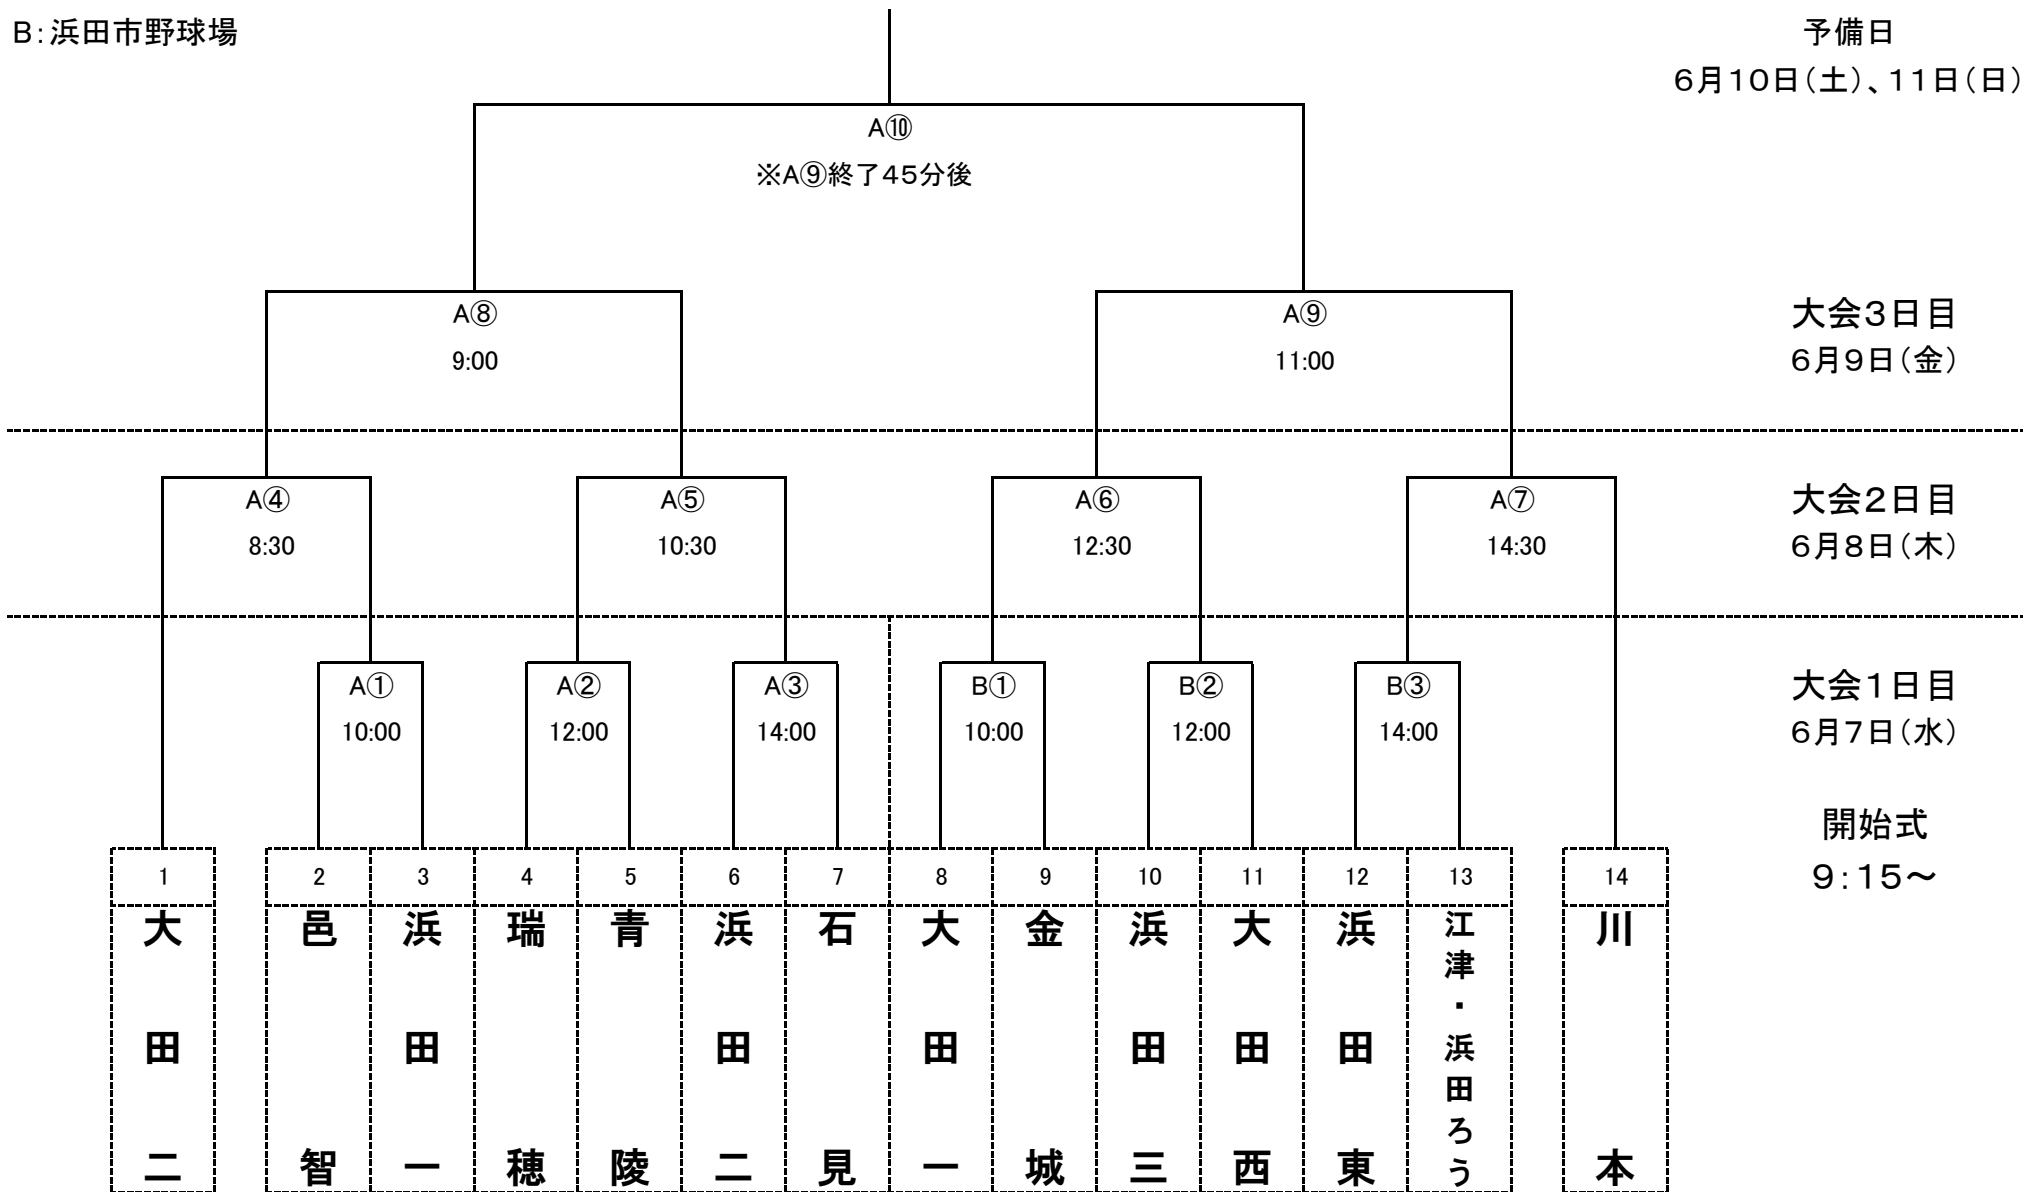 B:浜田市野球場
予備日
6月10日(土)、11日(日)
A⑩
※A⑨終了45分後
A⑧
9:00
A⑨
11:00
大会3日目
6月9日(金)
A④
8:30
A⑤
10:30
A⑥
12:30
A⑦
14:30
大会2日目
6月8日(木)
A①
10:00
A②
12:00
A③
14:00
B①
10:00
B②
12:00
B③
14:00
大会1日目
6月7日(水)
開始式
9:15～
1
大田二
2
邑智
3
浜田一
4
瑞穂
5
青陵
6
浜田二
7
石見
8
大田一
9
金城
10
浜田三
11
大田西
12
浜田東
13
江津・浜田ろう
14
川本